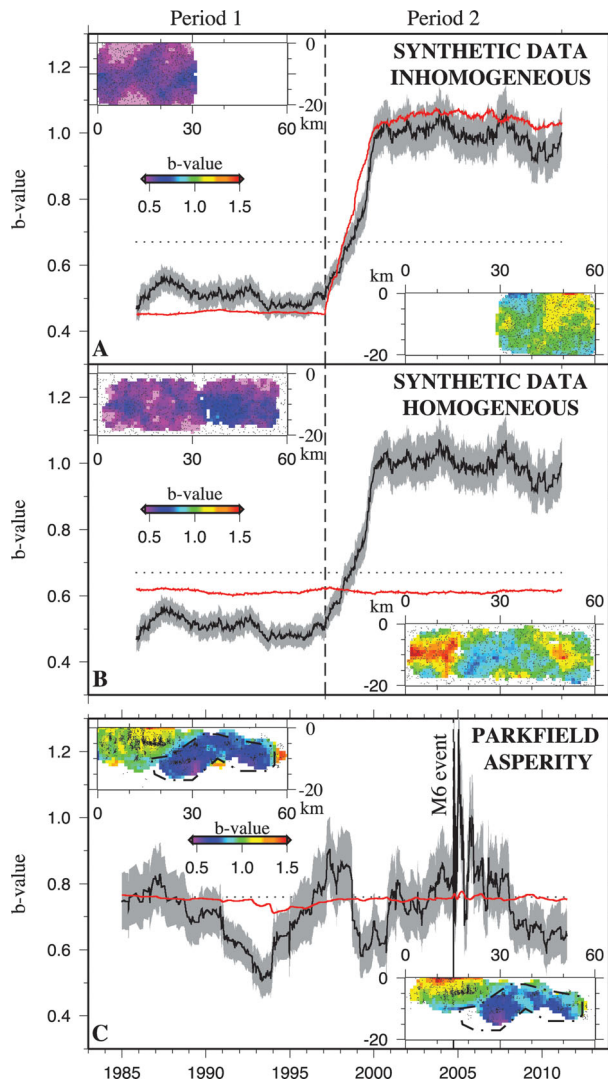 Period 1 Period 2
0 SYNTHETIC DATA
1.2 INHOMOGENEOUS
-20
0 30 60
km
1.0
b-value
0.5 1.0 1.5
b-value
0.8
km
0 30 60
0.6
0
0.4
A -20
0 SYNTHETIC DATA
1.2 HOMOGENEOUS
-20
0 30 60
km
1.0
b-value
0.5 1.0 1.5
b-value
0.8
km
0 30 60
0.6
0
0.4
B -20
0 PARKFIELD
1.2 ASPERITY
-20
M6 event
0 30 60
km
1.0
b-value
0.5 1.0 1.5
b-value
0.8
0.6
km
0 30 60
0
0.4
C -20
1985 1990 1995 2000 2005 2010